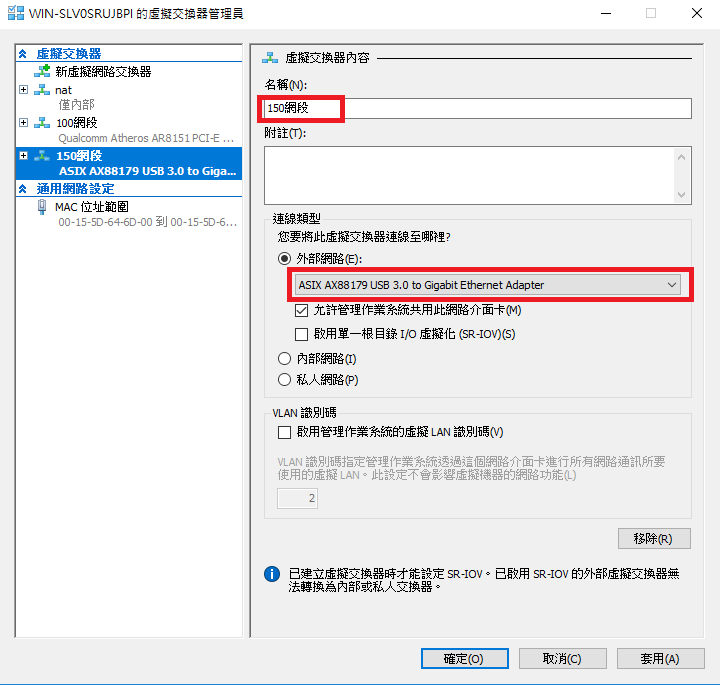 WIN-SLV0SRUJBPI 的虛擬交換器管理員
虛擬交換器
新虛擬網路交換器
nat
僅內部
100網段
Qualcomm Atheros AR8151 PCI-E ...
150網段
ASIX AX88179 USB 3.0 to Giga...
通用網路設定
MAC 位址範圍
00-15-5D-64-6D-00 到 00-15-5D-6...
虛擬交換器內容
名稱(N):
150網段
附註(T):
連線類型
您要將此虛擬交換器連線至哪裡?
外部網路(E):
ASIX AX88179 USB 3.0 to Gigabit Ethernet Adapter
允許管理作業系統共用此網路介面卡(M)
啟用單一根目錄 I/O 虛擬化 (SR-IOV)(S)
內部網路(I)
私人網路(P)
VLAN 識別碼
啟用管理作業系統的虛擬 LAN 識別碼(V)
VLAN 識別碼指定管理作業系統透過這個網路介面卡進行所有網路通訊所要
使用的虛擬 LAN。此設定不會影響虛擬機器的網路功能(L)
2
移除(R)
已建立虛擬交換器時才能設定 SR-IOV。已啟用 SR-IOV 的外部虛擬交換器無
法轉換為內部或私人交換器。
確定(O)
取消(C)
套用(A)